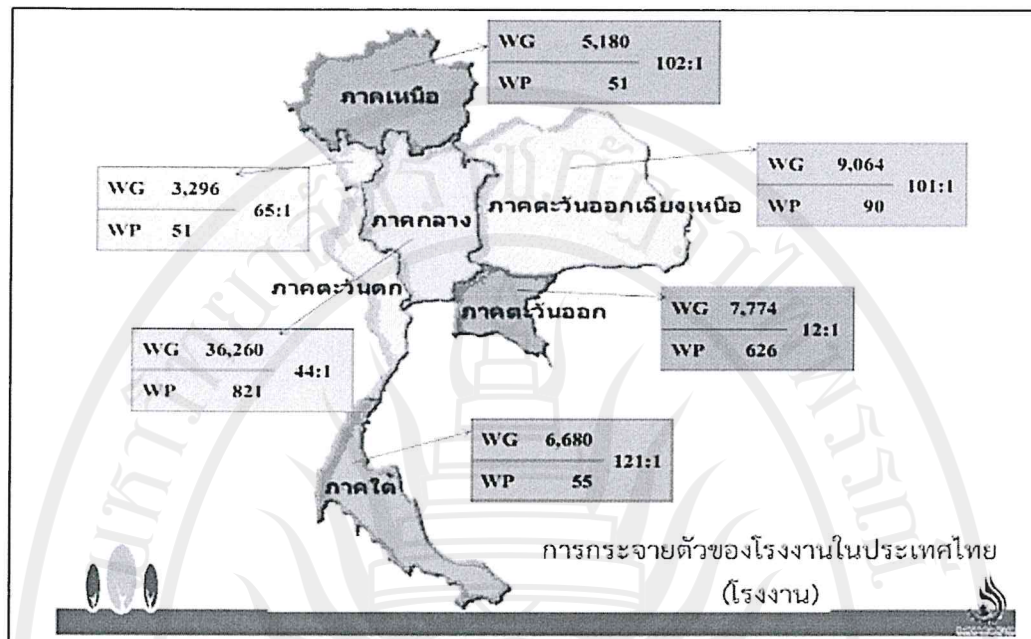 WG 5,180
102:1
WP 51
ภาคเหนือ
WG 3,296
65:1
WP 51
WG 9,064
101:1
WP 90
ภาคกลาง
ภาคตะวันออกเฉียงเหนือ
ภาคตะวันตก
ภาคตะวันออก
WG 7,774
12:1
WP 626
WG 36,260
44:1
WP 821
WG 6,680
121:1
WP 55
ภาคใต้
การกระจายตัวของโรงงานในประเทศไทย
(โรงงาน)